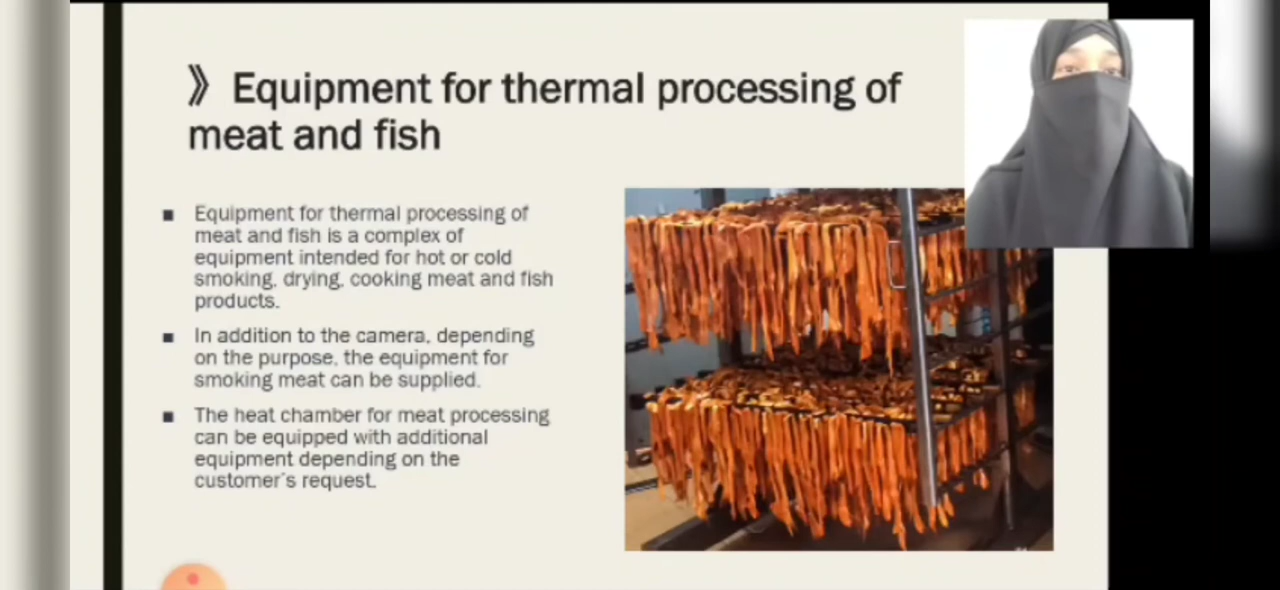 》 Equipment for thermal processing of
meat and fish
■ Equipment for thermal processing of
meat and fish is a complex of
equipment intended for hot or cold
smoking, drying, cooking meat and fish
products.
■ In addition to the camera, depending
on the purpose, the equipment for
smoking meat can be supplied.
■ The heat chamber for meat processing
can be equipped with additional
equipment depending on the
customer's request.